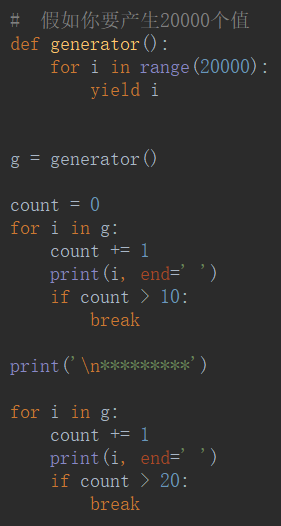 #  假如你要产生20000个值
def generator():
    for i in range(20000):
        yield i
g = generator()
count = 0
for i in g:
    count += 1
    print(i, end=' ')
    if count > 10:
        break
print('\n*********')
for i in g:
    count += 1
    print(i, end=' ')
    if count > 20:
        break